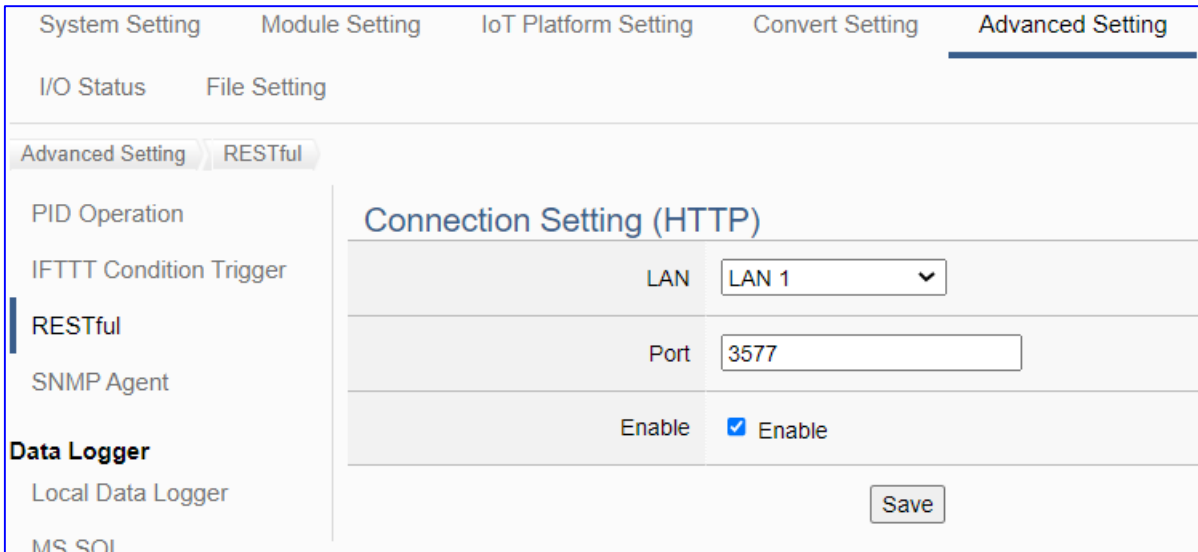 System Setting Module Setting IoT Platform Setting Convert Setting Advanced Setting
I/O Status File Setting
Advanced Setting RESTful
PID Operation
IFTTT Condition Trigger
RESTful
SNMP Agent
Data Logger
Local Data Logger
MS SQL
Connection Setting (HTTP)
LAN LAN 1
Port 3577
Enable Enable
Save